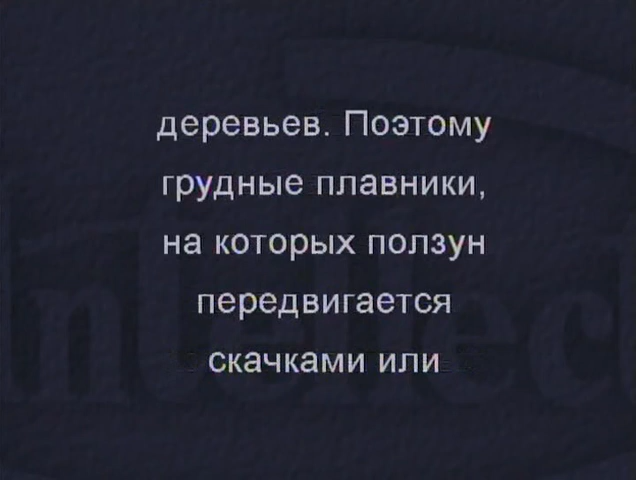 деревьев. Поэтому
грудные плавники,
на которых ползун
передвигается
скачками или